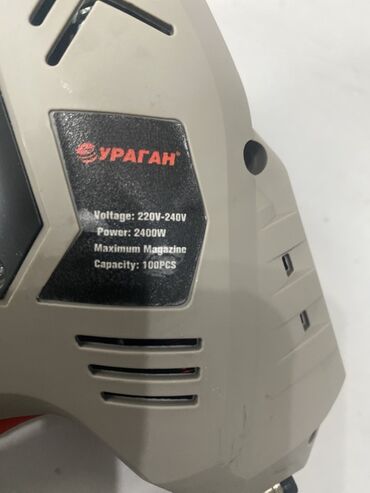 УРАГАН®
Voltage: 220V-240V
Power: 2400W
Maximum Magazine
Capacity: 100PCS